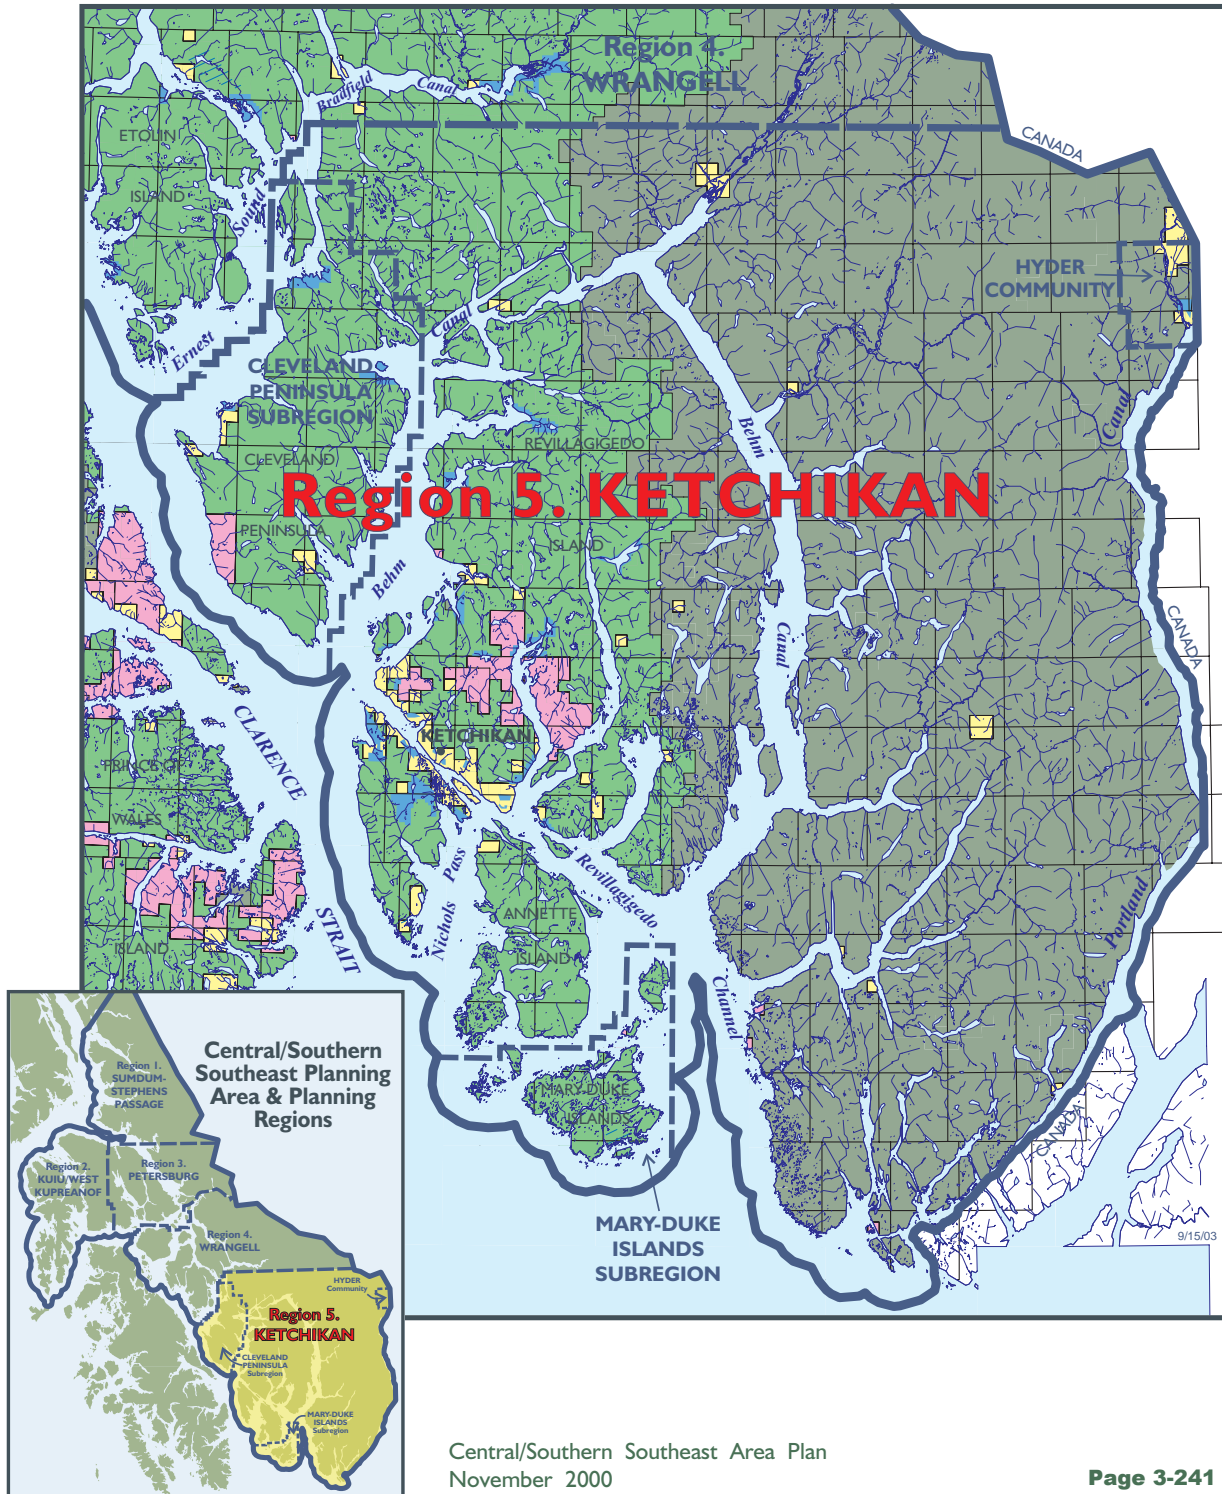 Region 4.
WRANGELL
Bradfield
Canal
ETOLIN
ISLAND
Sound
CANADA
HYDER
COMMUNITY
Canal
Ernest
CLEVELAND
PENINSULA
SUBREGION
Behm
Canal
REVILLAGIGEDO
CLEVELAND
Region 5. KETCHIKAN
PENINSULA
ISLAND
Behm
Canal
CANADA
CLARENCE
KETCHIKAN
PRINCE OF
WALES
Pass
Revillagigedo
Nichols
ANNETTE
ISLAND
STRAIT
ISLAND
Portland
Channel
MARY-DUKE
ISLANDS
CANADA
MARY-DUKE
ISLANDS
SUBREGION
9/15/03
Central/Southern
Southeast Planning
Area & Planning
Regions
Region 1.
SUMDUM-
STEPHENS
PASSAGE
Region 2.
KUIU/WEST
KUPREANOF
Region 3.
PETERSBURG
Region 4.
WRANGELL
HYDER
Community
Region 5.
KETCHIKAN
CLEVELAND
PENINSULA
Subregion
MARY-DUKE
ISLANDS
Subregion
Central/Southern Southeast Area Plan
November 2000
Page 3-241